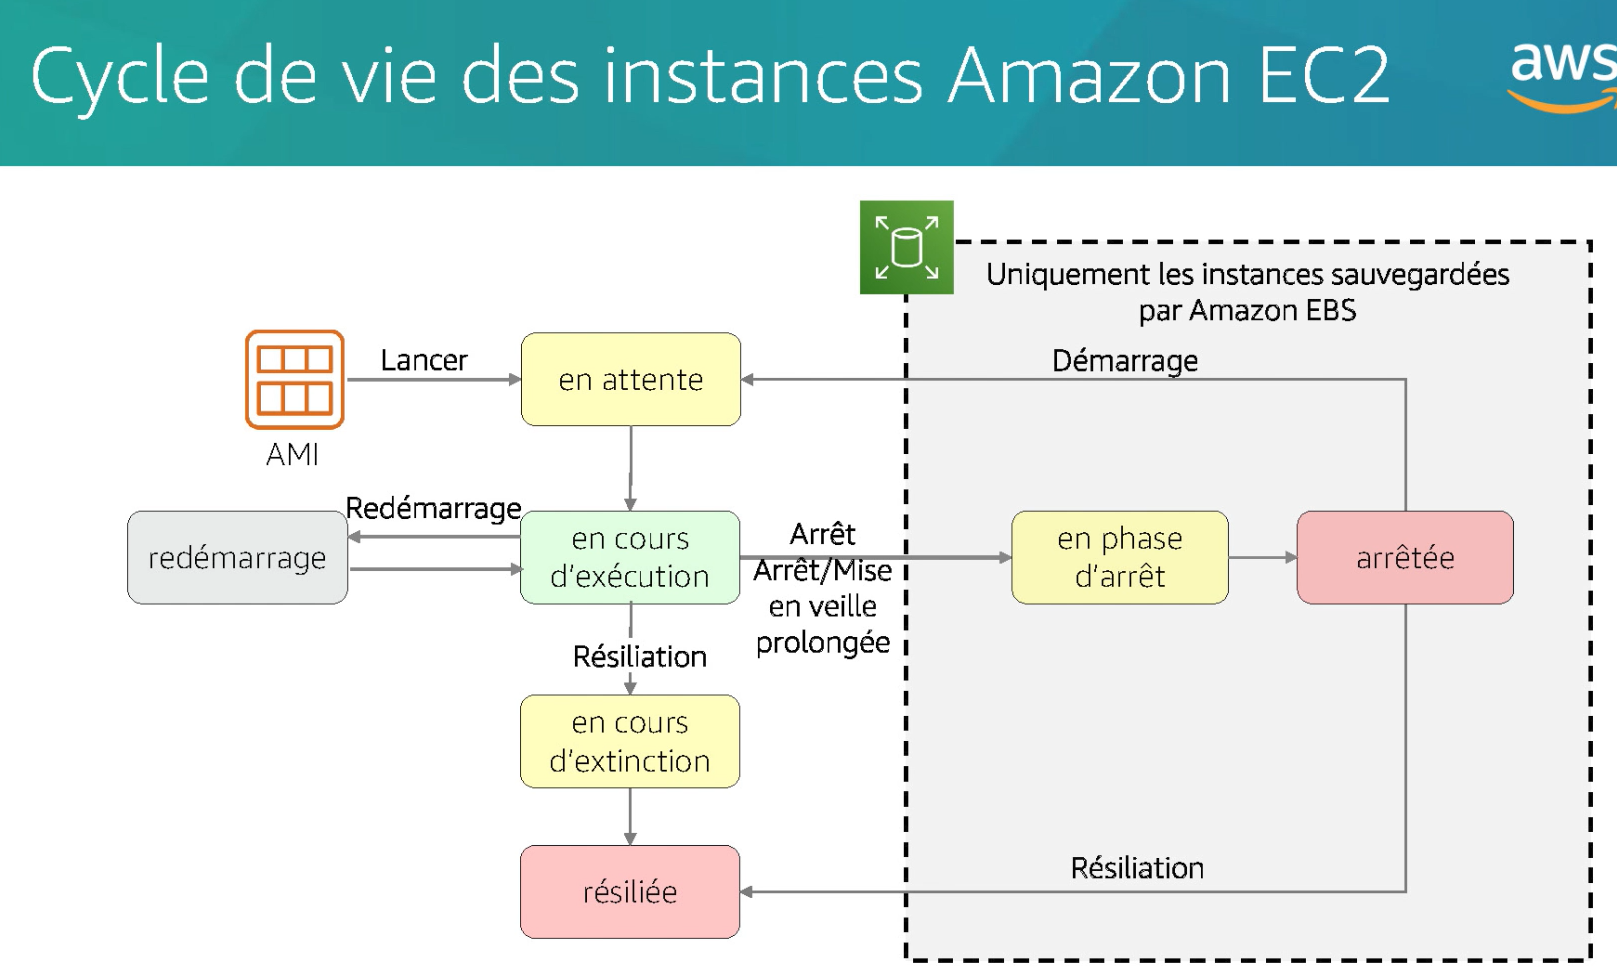 Cycle de vie des instances Amazon EC2
aws
Uniquement les instances sauvegardées
par Amazon EBS
Lancer
en attente
Démarrage
AMI
Redémarrage
redémarrage
en cours
d'exécution
Arrêt
Arrêt/Mise
en veille
prolongée
en phase
d'arrêt
arrêtée
Résiliation
en cours
d'extinction
Résiliation
résiliée